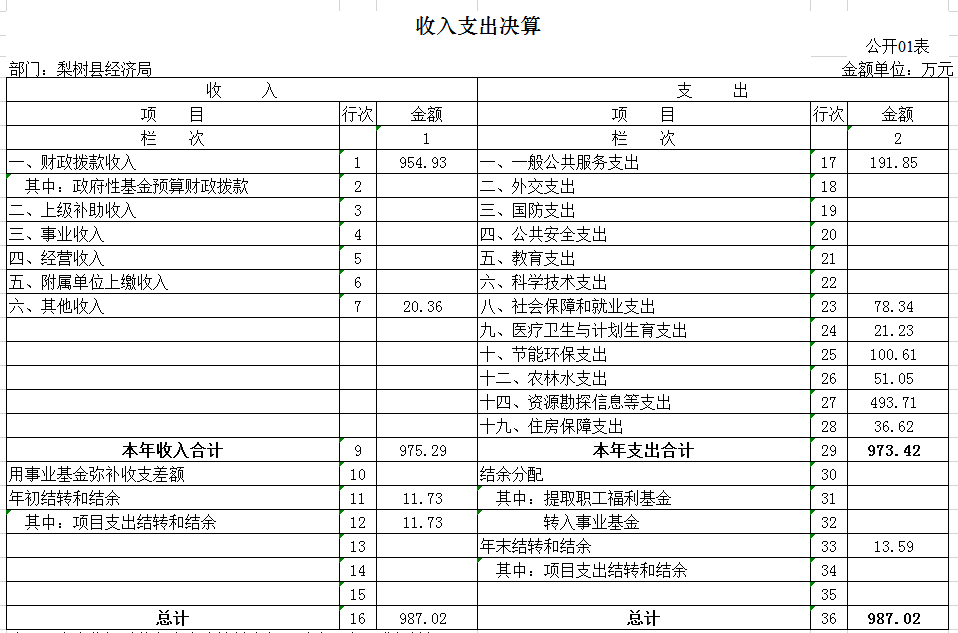 收入支出决算
公开01表
部门：梨树县经济局 金额单位：万元
收 入 支 出
项 目 行次 金额 项 目 行次 金额
栏 次 1 栏 次 2
一、财政拨款收入 1 954.93 一、一般公共服务支出 17 191.85
其中：政府性基金预算财政拨款 2 二、外交支出 18
二、上级补助收入 3 三、国防支出 19
三、事业收入 4 四、公共安全支出 20
四、经营收入 5 五、教育支出 21
五、附属单位上缴收入 6 六、科学技术支出 22
六、其他收入 7 20.36 八、社会保障和就业支出 23 78.34
九、医疗卫生与计划生育支出 24 21.23
十、节能环保支出 25 100.61
十二、农林水支出 26 51.05
十四、资源勘探信息等支出 27 493.71
十九、住房保障支出 28 36.62
本年收入合计 9 975.29 本年支出合计 29 973.42
用事业基金弥补收支差额 10 结余分配 30
年初结转和结余 11 11.73 其中：提取职工福利基金 31
其中：项目支出结转和结余 12 11.73 转入事业基金 32
13 年末结转和结余 33 13.59
14 其中：项目支出结转和结余 34
15 35
总计 16 987.02 总计 36 987.02